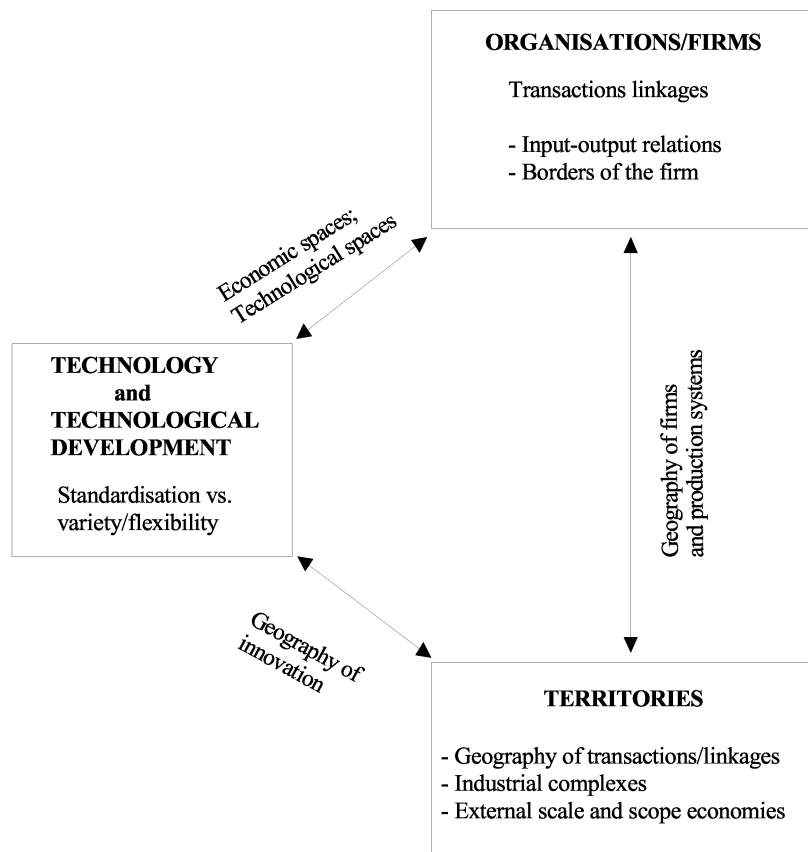 ORGANISATIONS/FIRMS
Transactions linkages
- Input-output relations
- Borders of the firm
Economic spaces;
Technological spaces
TECHNOLOGY
and
TECHNOLOGICAL
DEVELOPMENT
Standardisation vs.
variety/flexibility
Geography of firms
and production systems
Geography of
innovation
TERRITORIES
- Geography of transactions/linkages
- Industrial complexes
- External scale and scope economies